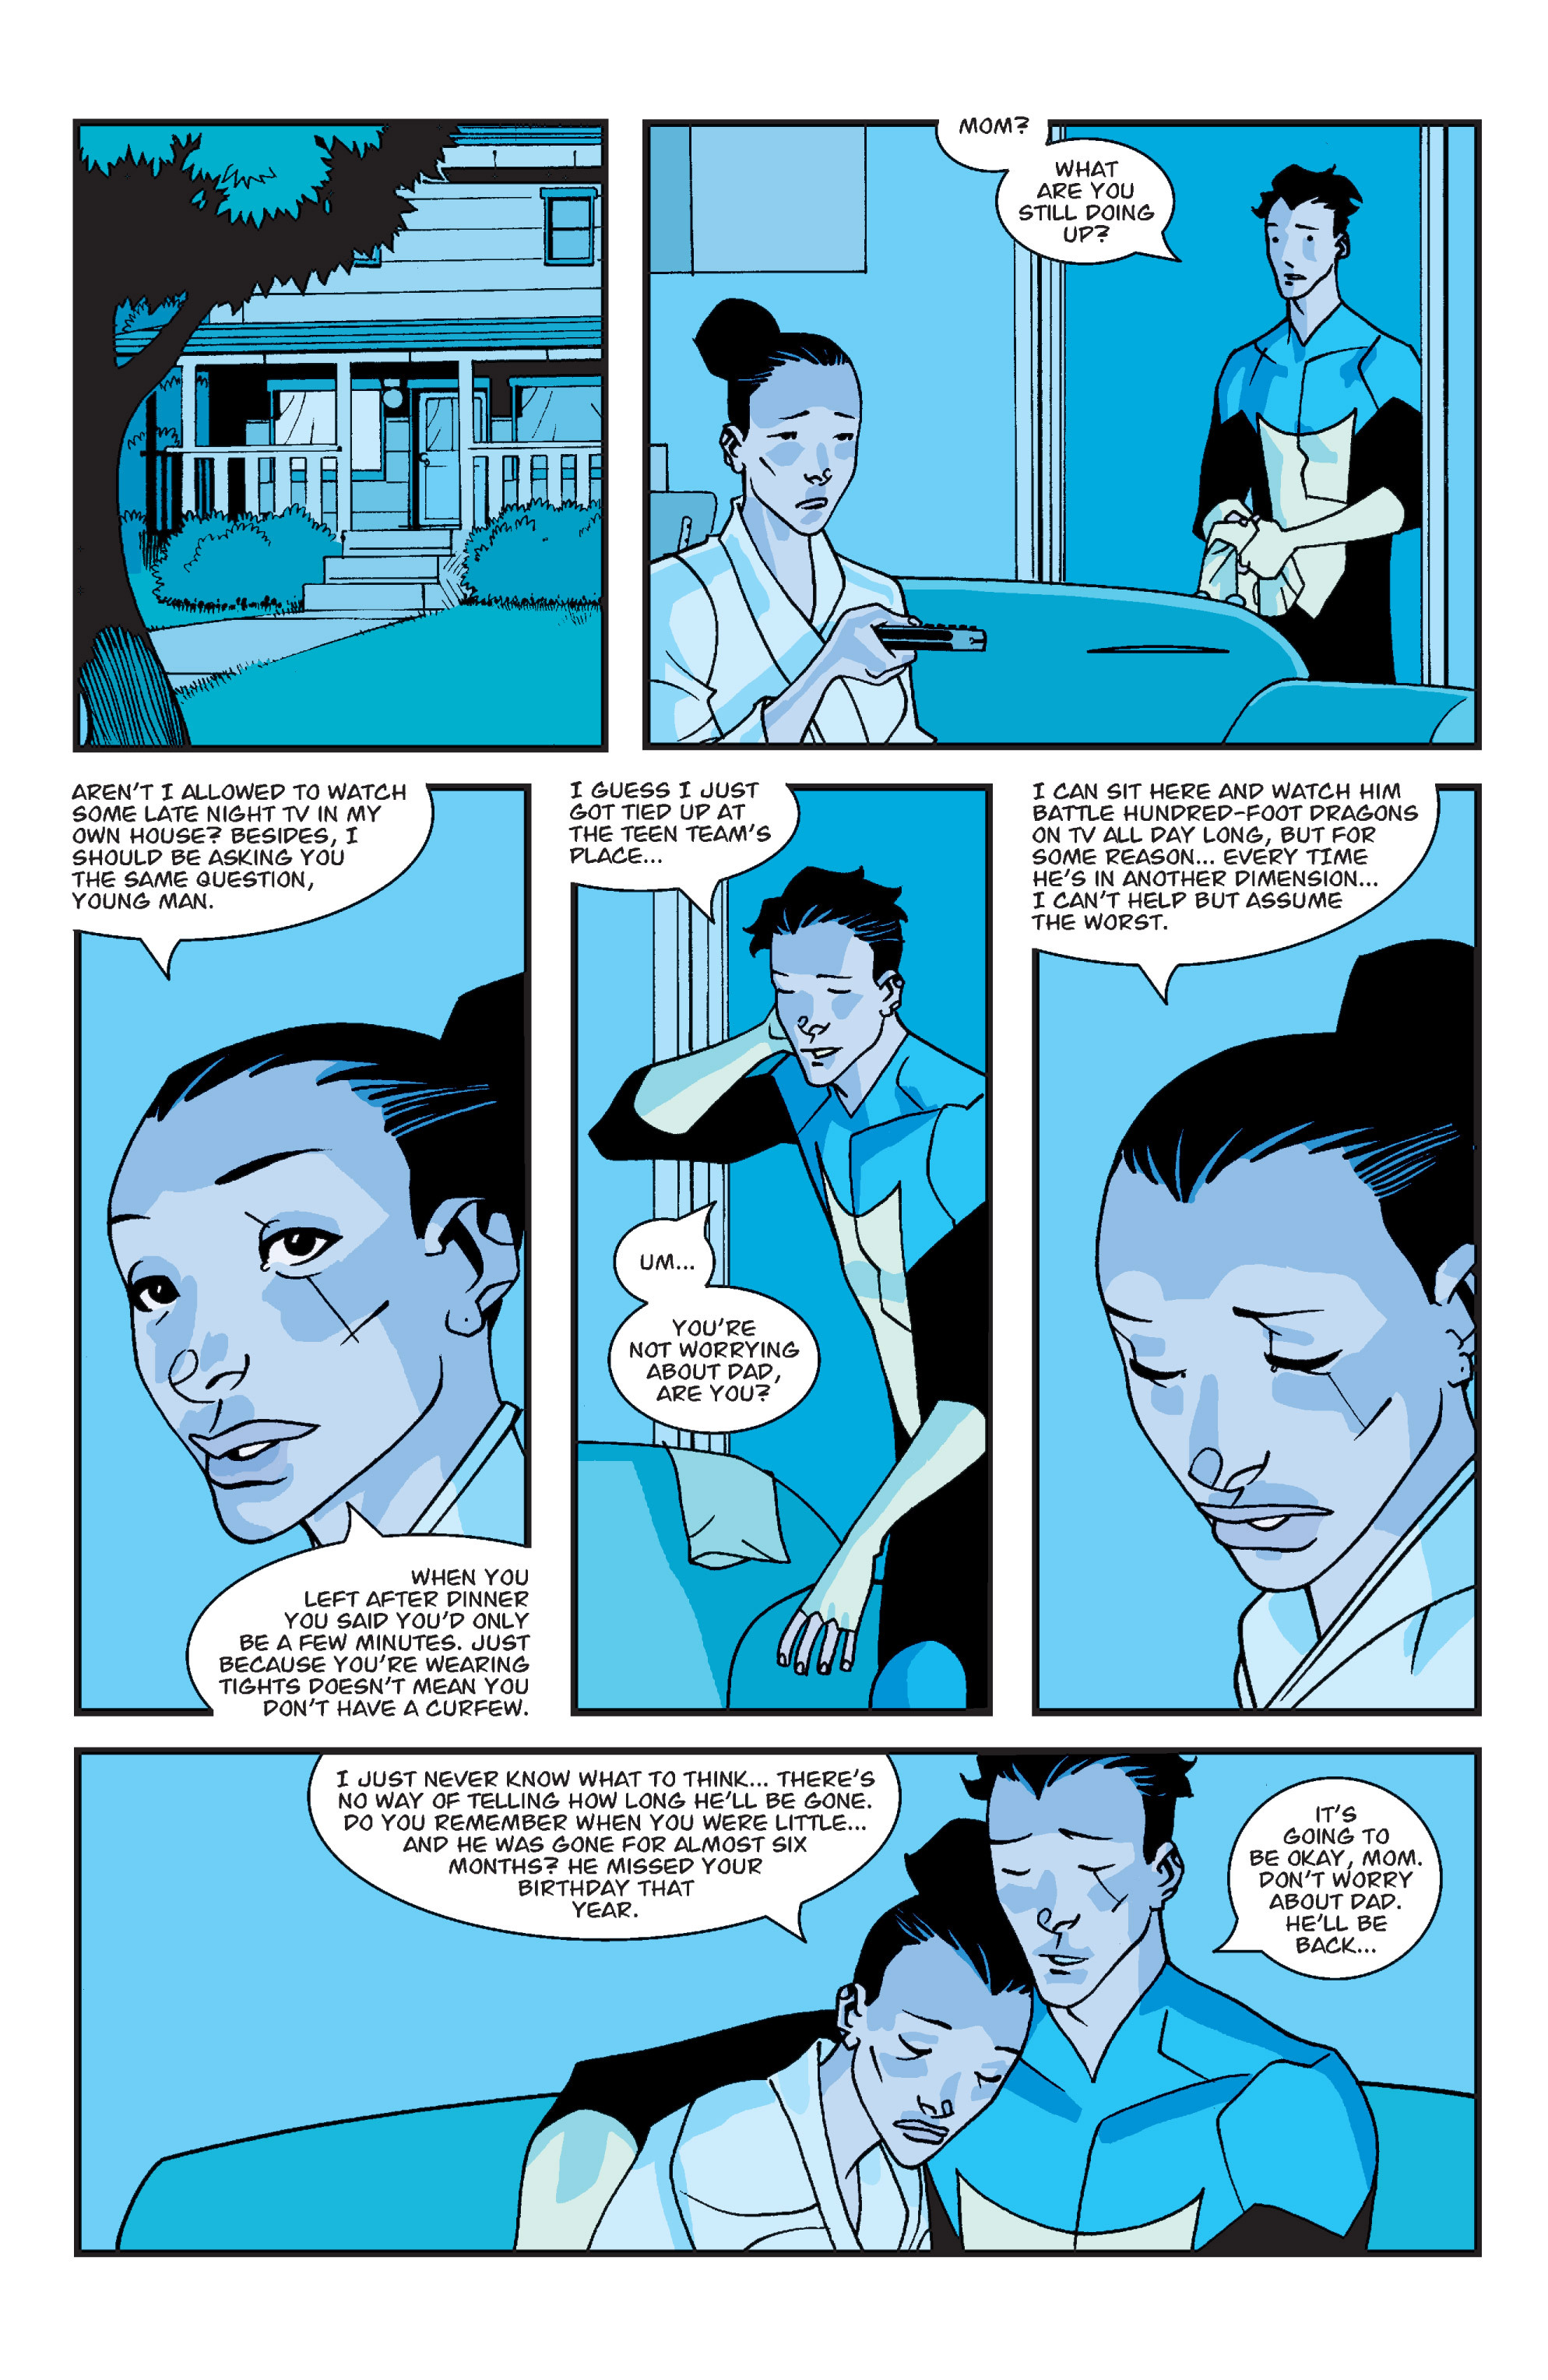 MOM?
WHAT
ARE YOU
STILL DOING
UP?
AREN'T I ALLOWED TO WATCH
SOME LATE NIGHT TV IN MY
OWN HOUSE? BESIDES, I
SHOULD BE ASKING YOU
THE SAME QUESTION,
YOUNG MAN.
WHEN YOU
LEFT AFTER DINNER
YOU SAID YOU'D ONLY
BE A FEW MINUTES. JUST
BECAUSE YOU'RE WEARING
TIGHTS DOESN'T MEAN YOU
DON'T HAVE A CURFEW.
I GUESS I JUST
GOT TIED UP AT
THE TEEN TEAM'S
PLACE...
UM...
YOU'RE
NOT WORRYING
ABOUT DAD,
ARE YOU?
I CAN SIT HERE AND WATCH HIM
BATTLE HUNDRED-FOOT DRAGONS
ON TV ALL DAY LONG, BUT FOR
SOME REASON... EVERY TIME
HE'S IN ANOTHER DIMENSION...
I CAN'T HELP BUT ASSUME
THE WORST.
I JUST NEVER KNOW WHAT TO THINK... THERE'S
NO WAY OF TELLING HOW LONG HE'LL BE GONE.
DO YOU REMEMBER WHEN YOU WERE LITTLE...
AND HE WAS GONE FOR ALMOST SIX
MONTHS? HE MISSED YOUR
BIRTHDAY THAT
YEAR.
IT'S
GOING TO
BE OKAY, MOM.
DON'T WORRY
ABOUT DAD.
HE'LL BE
BACK...